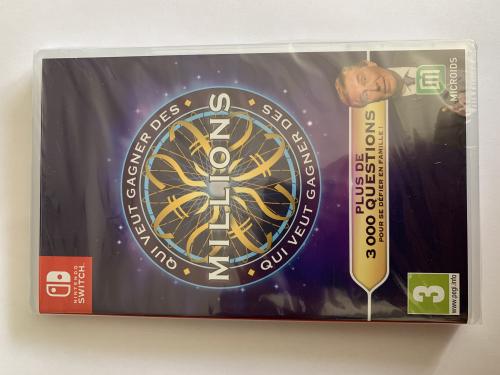 QUI VEUT GAGNER DES
MILLIONS
QUI VEUT GAGNER DES
PLUS DE
3 000 QUESTIONS
POUR SE DÉFIER EN FAMILLE !
MICROIDS
NINTENDO
SWITCH
3
www.pegi.info